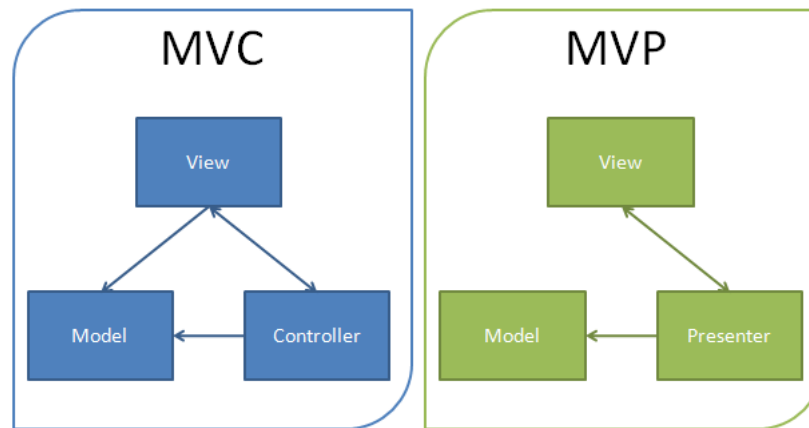 MVC
View
Model
Controller
MVP
View
Model
Presenter